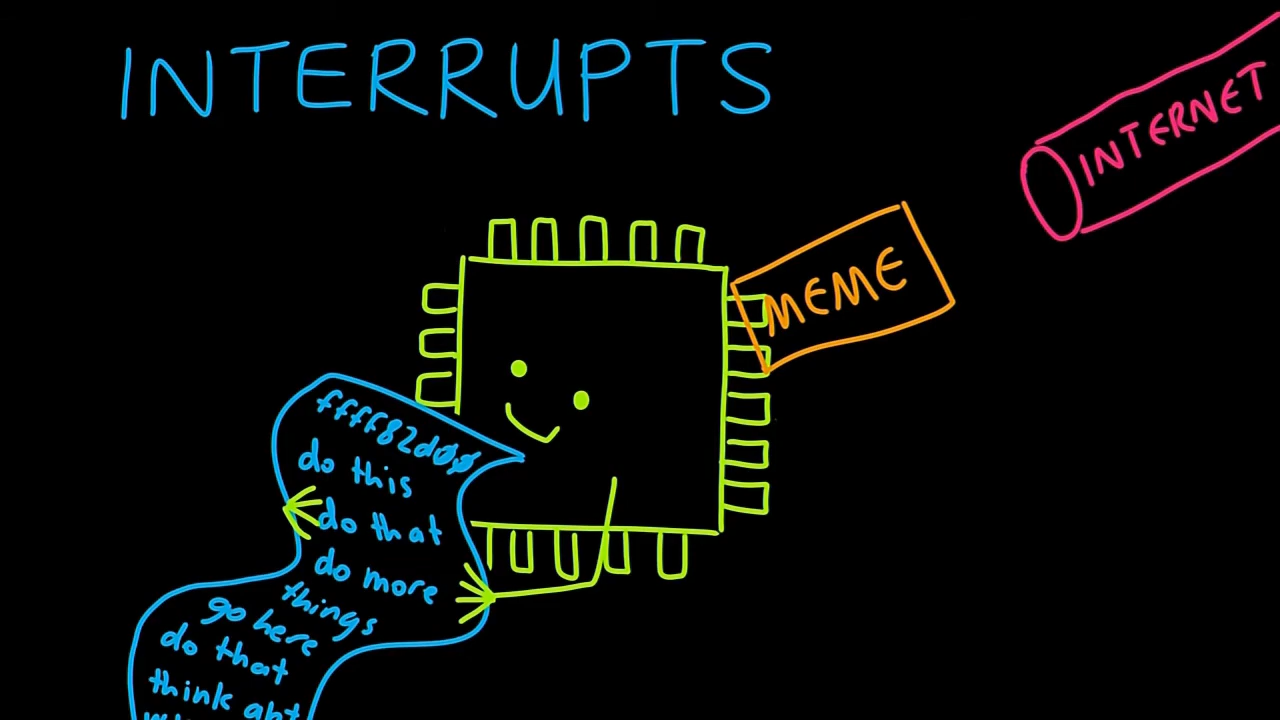 INTERRUPTS
INTERNET
MEME
ffff82d00
do this
do that
do more
things
go here
do that
think abt